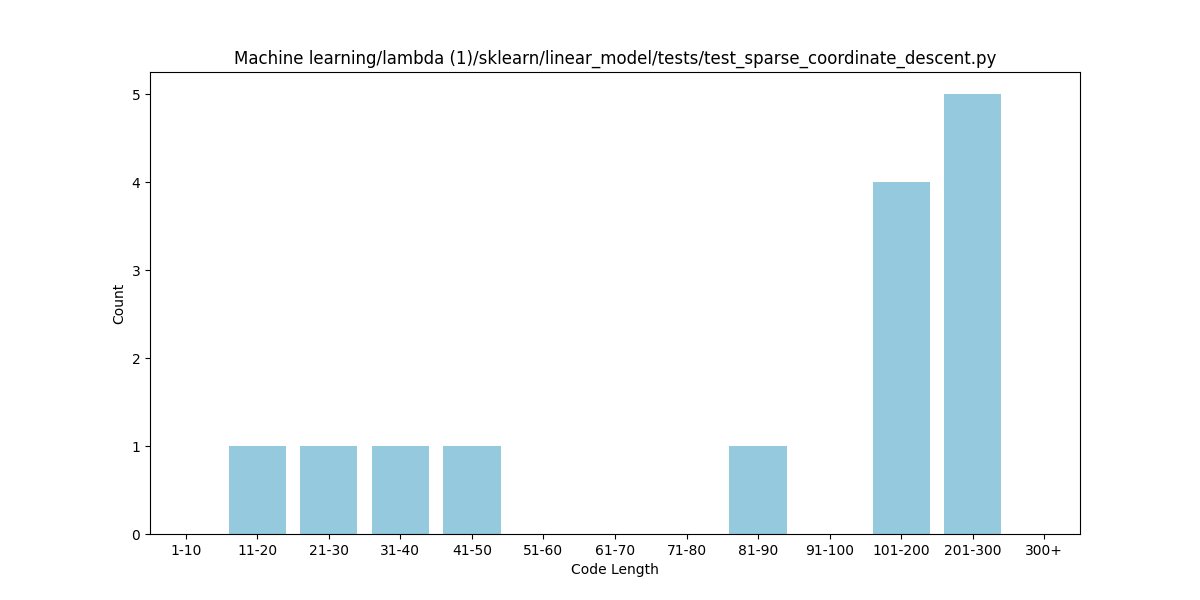 Machine learning/lambda (1)/sklearn/linear_model/tests/test_sparse_coordinate_descent.py
5
4
3
2
1
0
Count
1-10 11-20 21-30 31-40 41-50 51-60 61-70 71-80 81-90 91-100 101-200 201-300 300+
Code Length